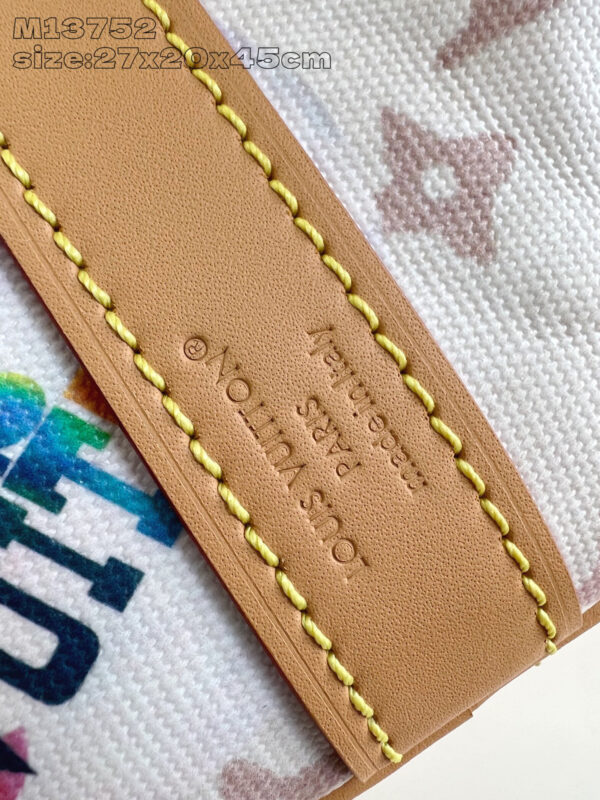 M13752
size:27x20x45cm
LOUIS VUITTON®
PARIS
made in Italy